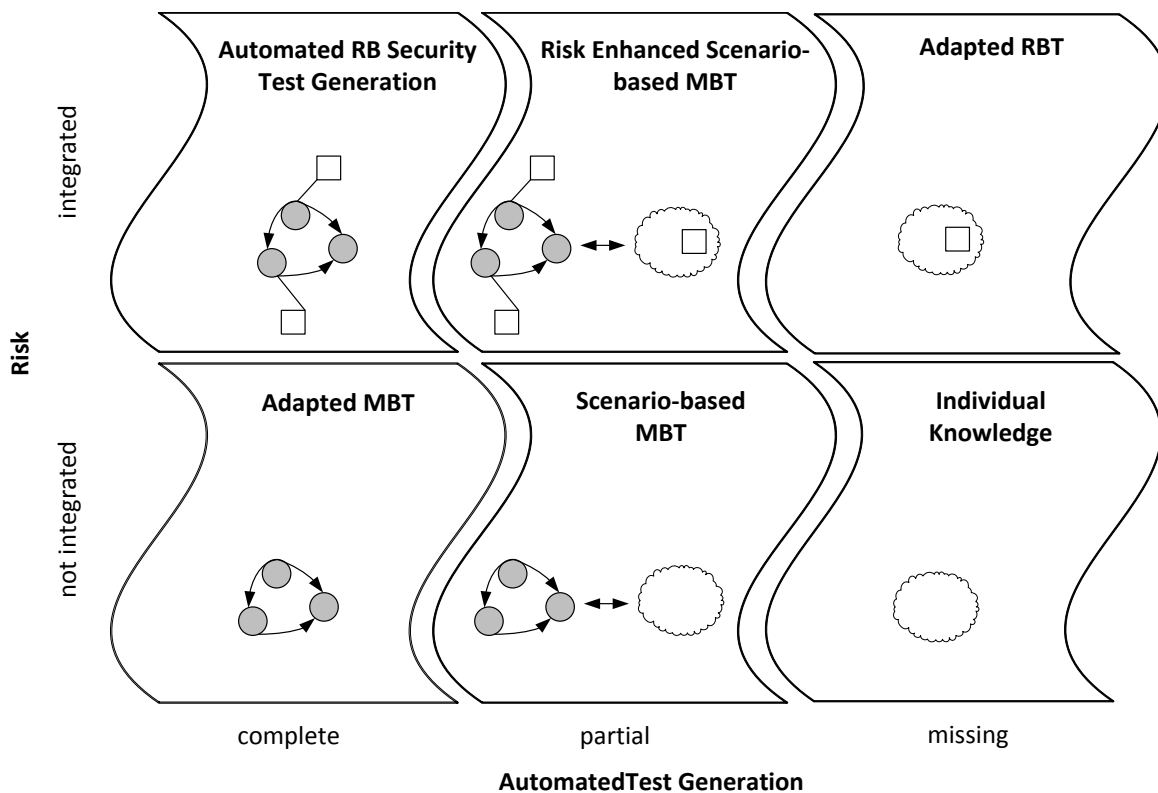 Automated RB Security
Test Generation
Risk Enhanced Scenario-
based MBT
Adapted RBT
integrated
Risk
Adapted MBT
Scenario-based
MBT
Individual
Knowledge
not integrated
complete
partial
missing
AutomatedTest Generation